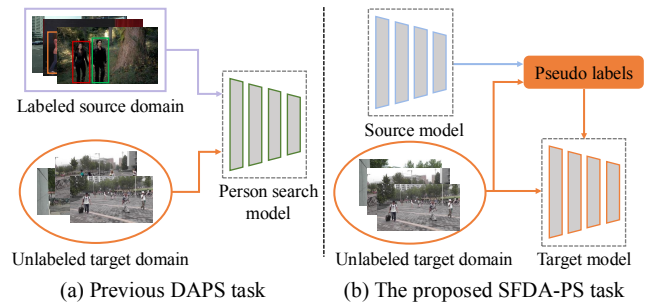 Labeled source domain
Unlabeled target domain
Person search
model
(a) Previous DAPS task
Source model
Pseudo labels
Unlabeled target domain
Target model
(b) The proposed SFDA-PS task